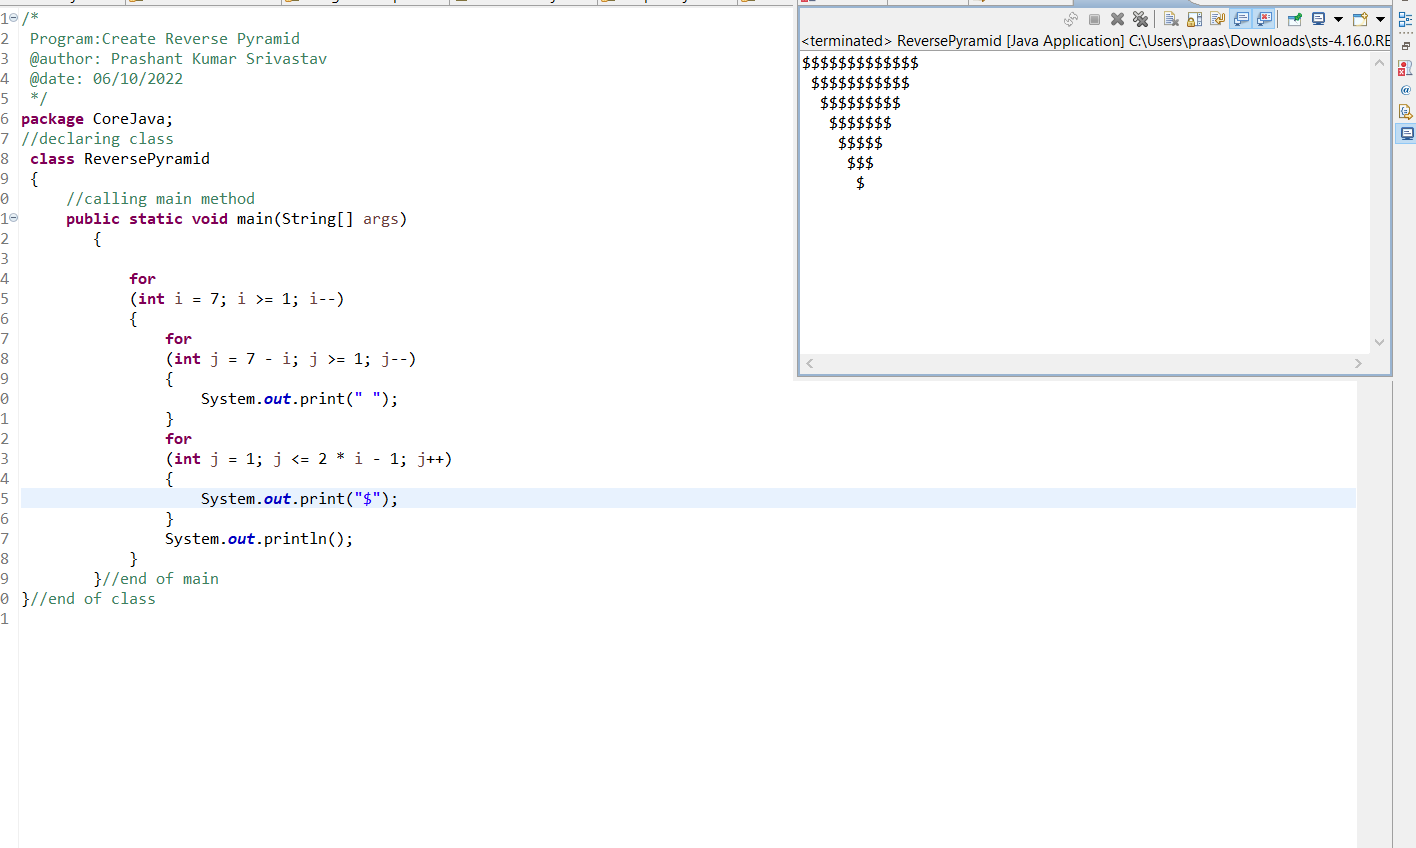 1 /*
2 Program:Create Reverse Pyramid
3 @author: Prashant Kumar Srivastav
4 @date: 06/10/2022
5 */
6 package CoreJava;
7 //declaring class
8 class ReversePyramid
9 {
0 //calling main method
1 public static void main(String[] args)
2 {
3
4 for
5 (int i = 7; i >= 1; i--)
6 {
7 for
8 (int j = 7 - i; j >= 1; j--)
9 {
0 System.out.print(" ");
1 }
2 for
3 (int j = 1; j <= 2 * i - 1; j++)
4 {
5 System.out.print("$");
6 }
7 System.out.println();
8 }
9 }//end of main
0 }//end of class
1
<terminated> ReversePyramid [Java Application] C:\Users\praas\Downloads\sts-4.16.0.RE
$$$$$$$$$$$$$
$$$$$$$$$$$
$$$$$$$$$
$$$$$$$
$$$$$
$$$
$